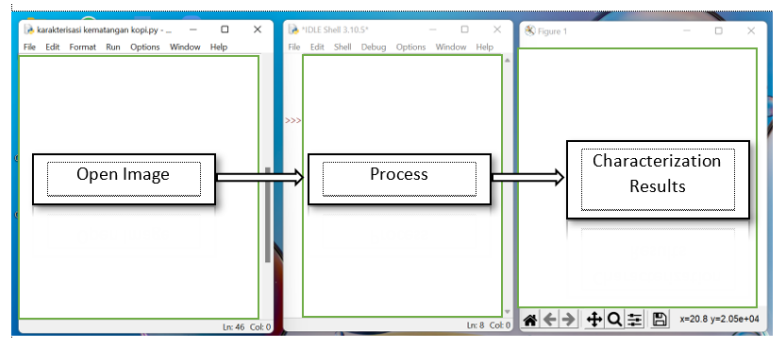 karakterisasi kematangan kopi.py - ...
File Edit Format Run Options Window Help
Open Image
Ln: 46 Col: 0
*IDLE Shell 3.10.5*
File Edit Shell Debug Options Window Help
>>>
Process
Ln: 8 Col: 0
Figure 1
Characterization
Results
x=20.8 y=2.05e+04